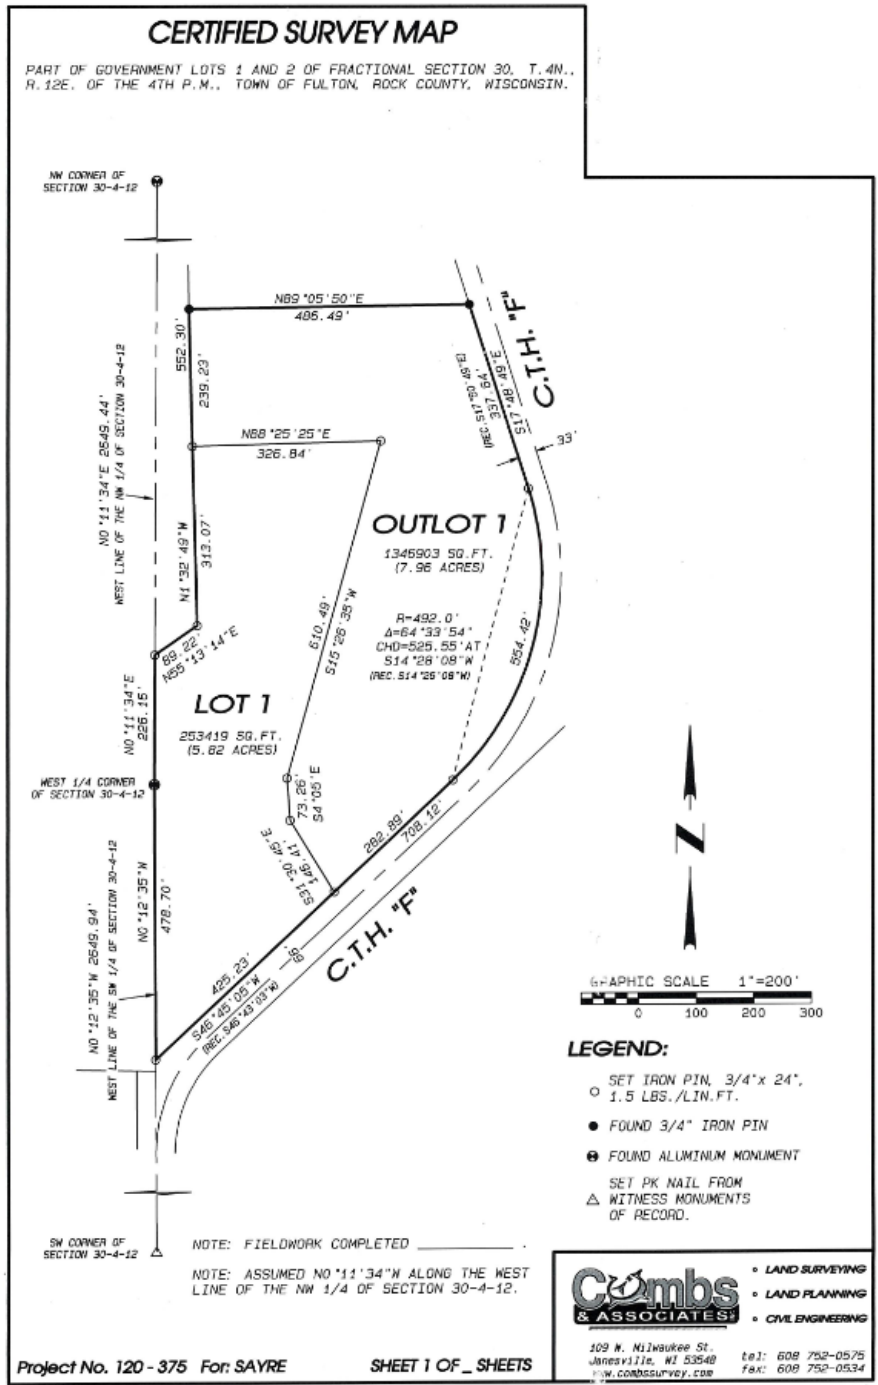 CERTIFIED SURVEY MAP
PART OF GOVERNMENT LOTS 1 AND 2 OF FRACTIONAL SECTION 30, T.4N.,
R.12E. OF THE 4TH P.M., TOWN OF FULTON, ROCK COUNTY, WISCONSIN.
NW CORNER OF
SECTION 30-4-12
N89°05'50"E
486.49'
552.30'
239.23'
C.T.H. "F"
(REC.S17°50'49"E)
337.64'
S17°48'49"E
33'
N88°25'25"E
326.84'
N0°11'34"E 2649.44'
WEST LINE OF THE NW 1/4 OF SECTION 30-4-12
N1°32'49"W
313.07'
OUTLOT 1
1346903 SQ.FT.
(7.96 ACRES)
R=492.0'
Δ=64°33'54"
CHD=525.55'AT
S14°28'08"W
(REC.S14°26'08"W)
554.42'
610.49'
S15°26'35"W
89.22'
N55°13'14"E
N0°11'34"E
226.15'
LOT 1
253419 SQ.FT.
(5.82 ACRES)
WEST 1/4 CORNER
OF SECTION 30-4-12
73.26'
S4°05'E
S31°30'45"E
146.41'
282.89'
708.12'
N0°12'35"W
478.70'
N0°12'35"W 2649.94'
WEST LINE OF THE SW 1/4 OF SECTION 30-4-12
425.23'
S46°45'05"W
(REC.S46°43'03"W)
66'
C.T.H. "F"
N
GRAPHIC SCALE 1"=200'
0 100 200 300
LEGEND:
SET IRON PIN, 3/4"x 24",
1.5 LBS./LIN.FT.
FOUND 3/4" IRON PIN
FOUND ALUMINUM MONUMENT
SET PK NAIL FROM
WITNESS MONUMENTS
OF RECORD.
SW CORNER OF
SECTION 30-4-12
NOTE: FIELDWORK COMPLETED ____________ .
NOTE: ASSUMED N0°11'34"W ALONG THE WEST
LINE OF THE NW 1/4 OF SECTION 30-4-12.
Combs
& ASSOCIATES
• LAND SURVEYING
• LAND PLANNING
• CIVIL ENGINEERING
109 W. Milwaukee St.
Janesville, WI 53548
www.combssurvey.com
tel: 608 752-0575
fax: 608 752-0534
Project No. 120 - 375 For: SAYRE
SHEET 1 OF _ SHEETS